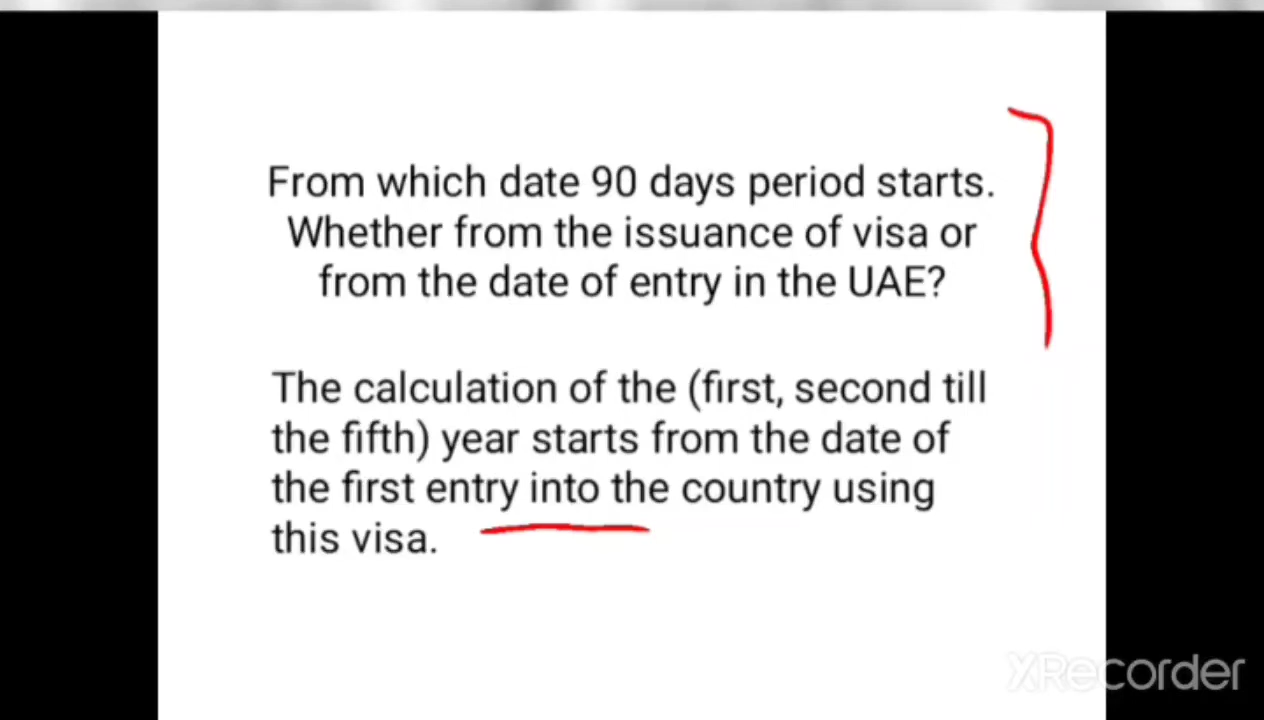 From which date 90 days period starts.
Whether from the issuance of visa or
from the date of entry in the UAE?
The calculation of the (first, second till
the fifth) year starts from the date of
the first entry into the country using
this visa.
XRecorder